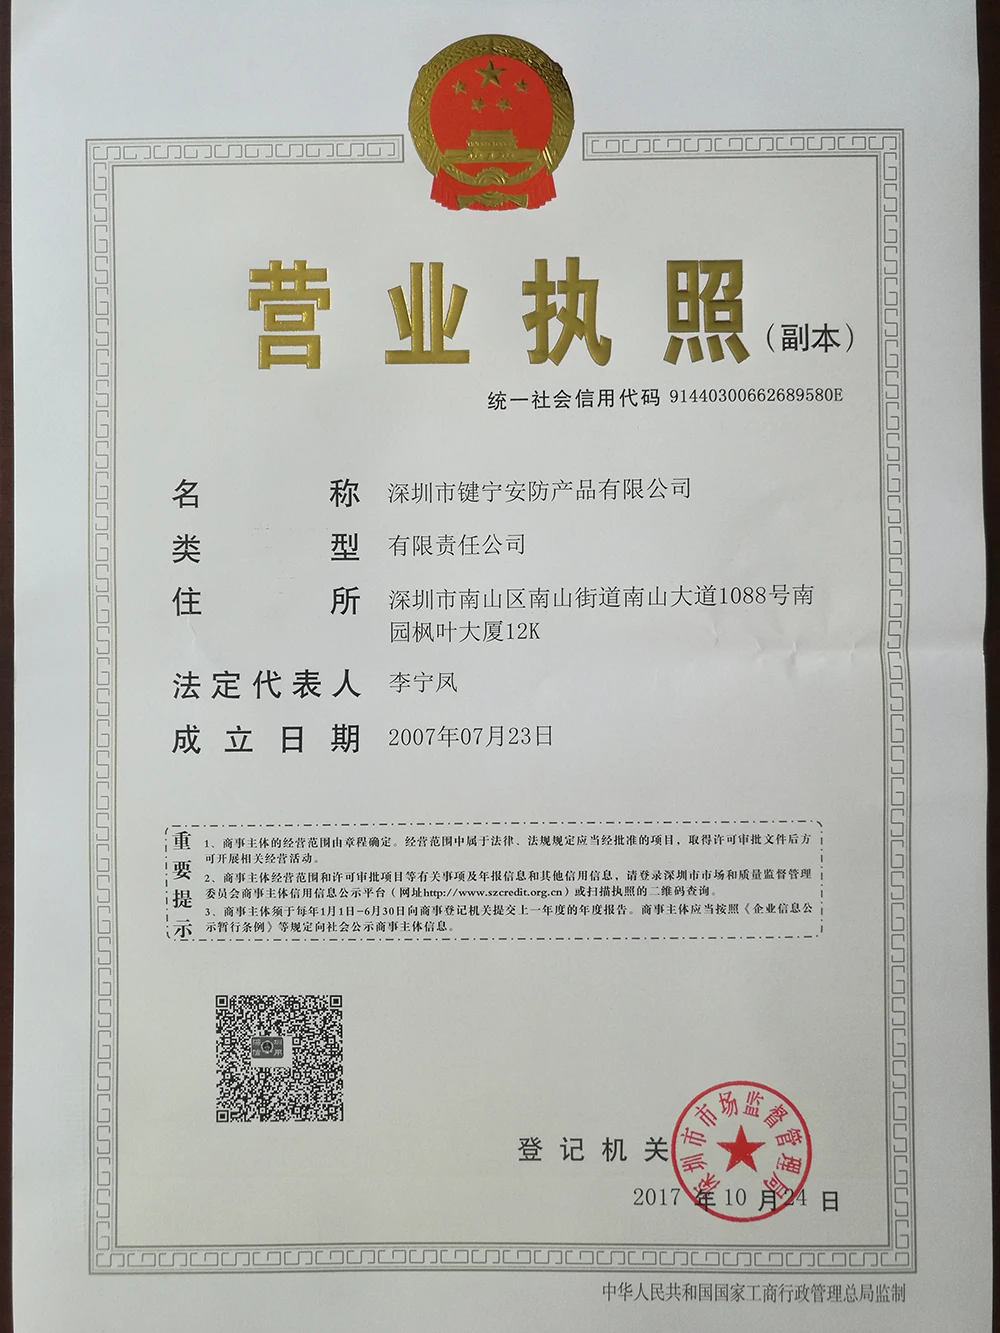 营业执照（副本）
统一社会信用代码 91440300662689580E
名称 深圳市键宁安防产品有限公司
类型 有限责任公司
住所 深圳市南山区南山街道南山大道1088号南
园枫叶大厦12K
法定代表人 李宁凤
成立日期 2007年07月23日
重要提示
1、商事主体的经营范围由章程确定。经营范围中属于法律、法规规定应当经批准的项目，取得许可审批文件后方
可开展相关经营活动。
2、商事主体经营范围和许可审批项目等有关事项及年报信息和其他信用信息，请登录深圳市市场和质量监督管理
委员会商事主体信用信息公示平台（网址http://www.szcredit.org.cn）或扫描执照的二维码查询。
3、商事主体须于每年1月1日-6月30日向商事登记机关提交上一年度的年度报告。商事主体应当按照《企业信息公
示暂行条例》等规定向社会公示商事主体信息。
深圳市市场监督管理局
登记机关
2017 年 10 月 24 日
中华人民共和国国家工商行政管理总局监制